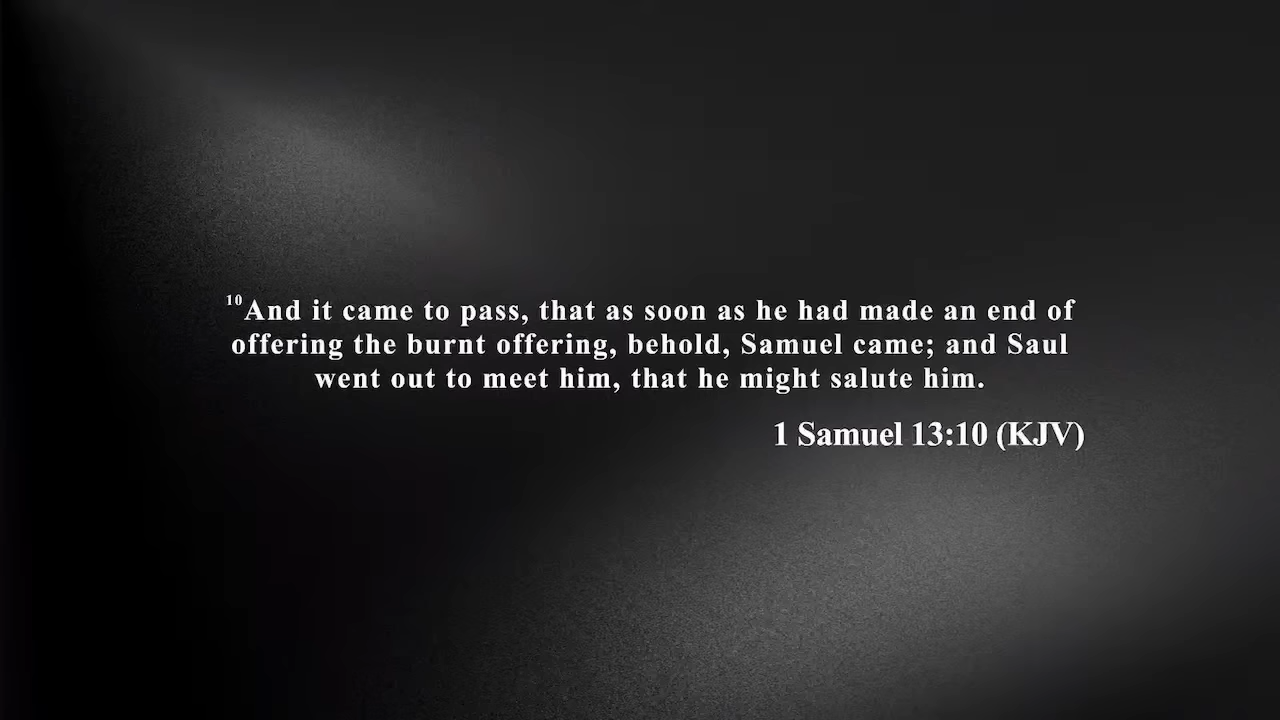 10And it came to pass, that as soon as he had made an end of
offering the burnt offering, behold, Samuel came; and Saul
went out to meet him, that he might salute him.
1 Samuel 13:10 (KJV)